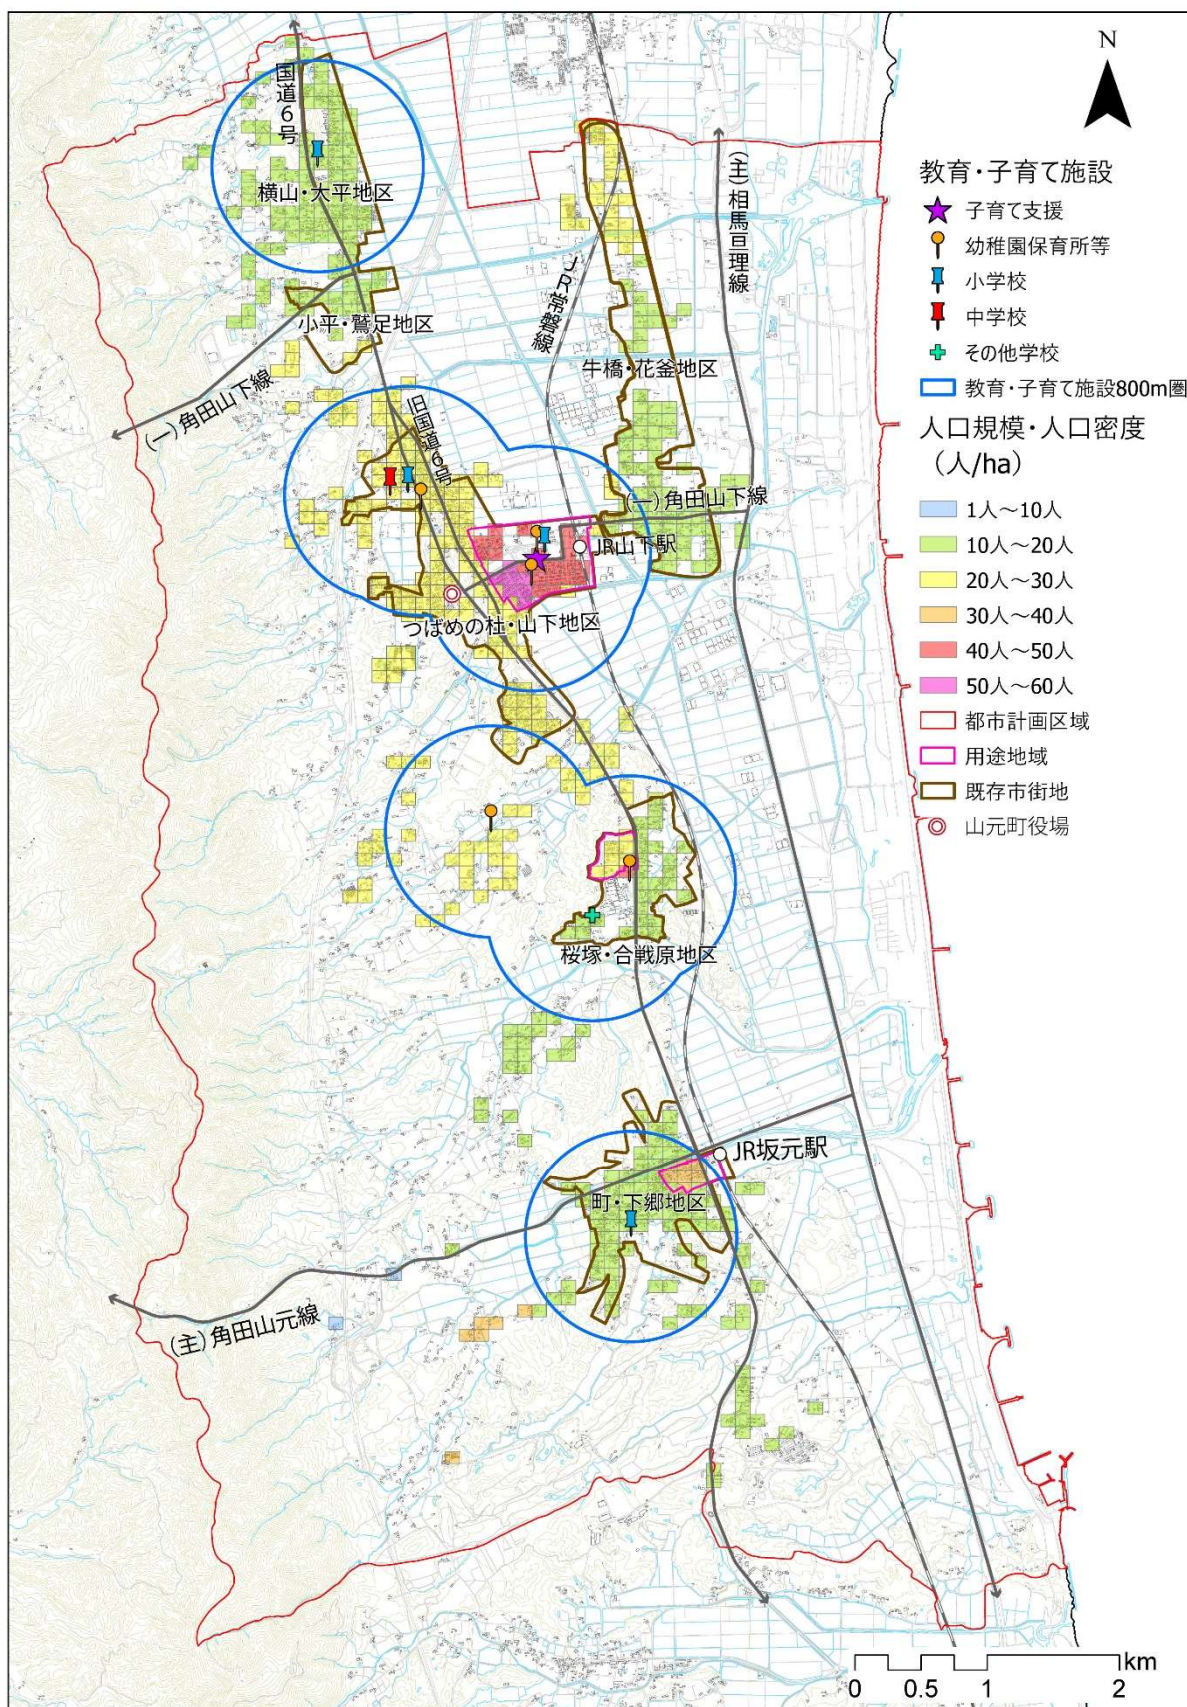 N
教育・子育て施設
子育て支援
幼稚園保育所等
小学校
中学校
その他学校
教育・子育て施設800m圏
人口規模・人口密度
（人/ha）
1人～10人
10人～20人
20人～30人
30人～40人
40人～50人
50人～60人
都市計画区域
用途地域
既存市街地
山元町役場
国道6号
横山・大平地区
小平・鷲足地区
(一)角田山下線
旧国道6号
JR常磐線
(主)相馬亘理線
牛橋・花釜地区
(一)角田山下線
JR山下駅
つばめの杜・山下地区
桜塚・合戦原地区
JR坂元駅
町・下郷地区
(主)角田山元線
km
0 0.5 1 2